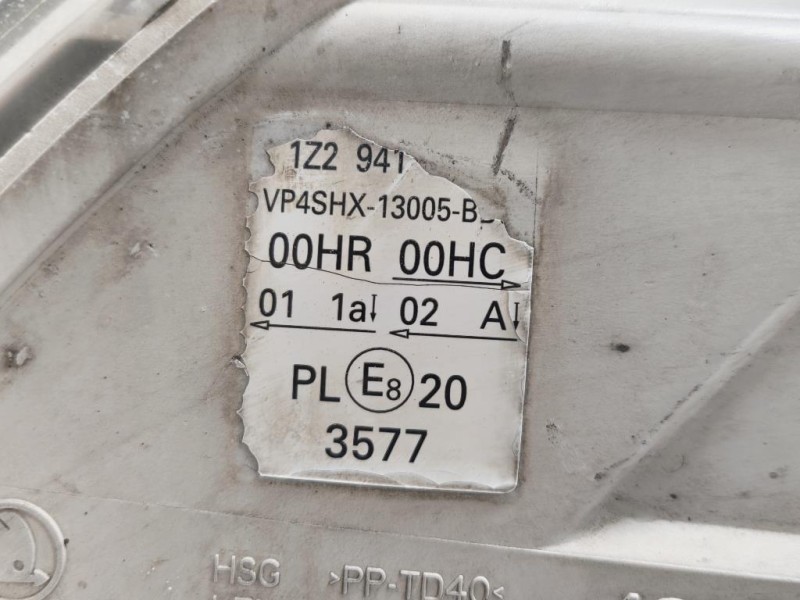 1Z2 941
VP4SHX-13005-B
00HR 00HC
01 1a 02 A
PL E8 20
3577
HSG >PP-TD40<